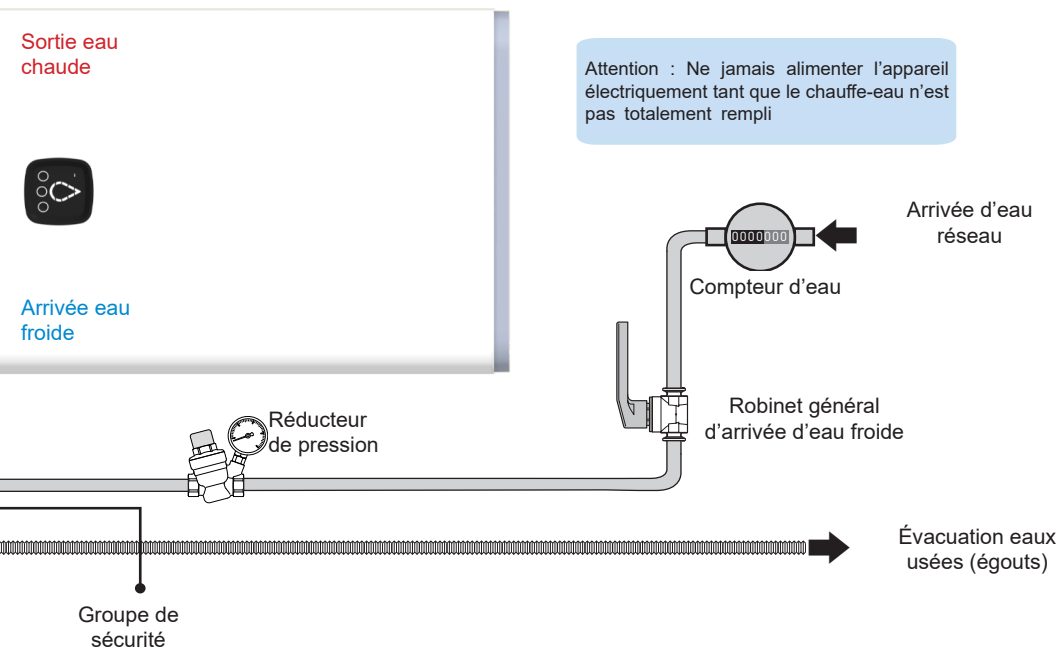 Sortie eau
chaude
Attention : Ne jamais alimenter l’appareil
électriquement tant que le chauffe-eau n’est
pas totalement rempli
Arrivée d’eau
réseau
0000000
Compteur d’eau
Arrivée eau
froide
Robinet général
d’arrivée d’eau froide
Réducteur
de pression
Évacuation eaux
usées (égouts)
Groupe de
sécurité